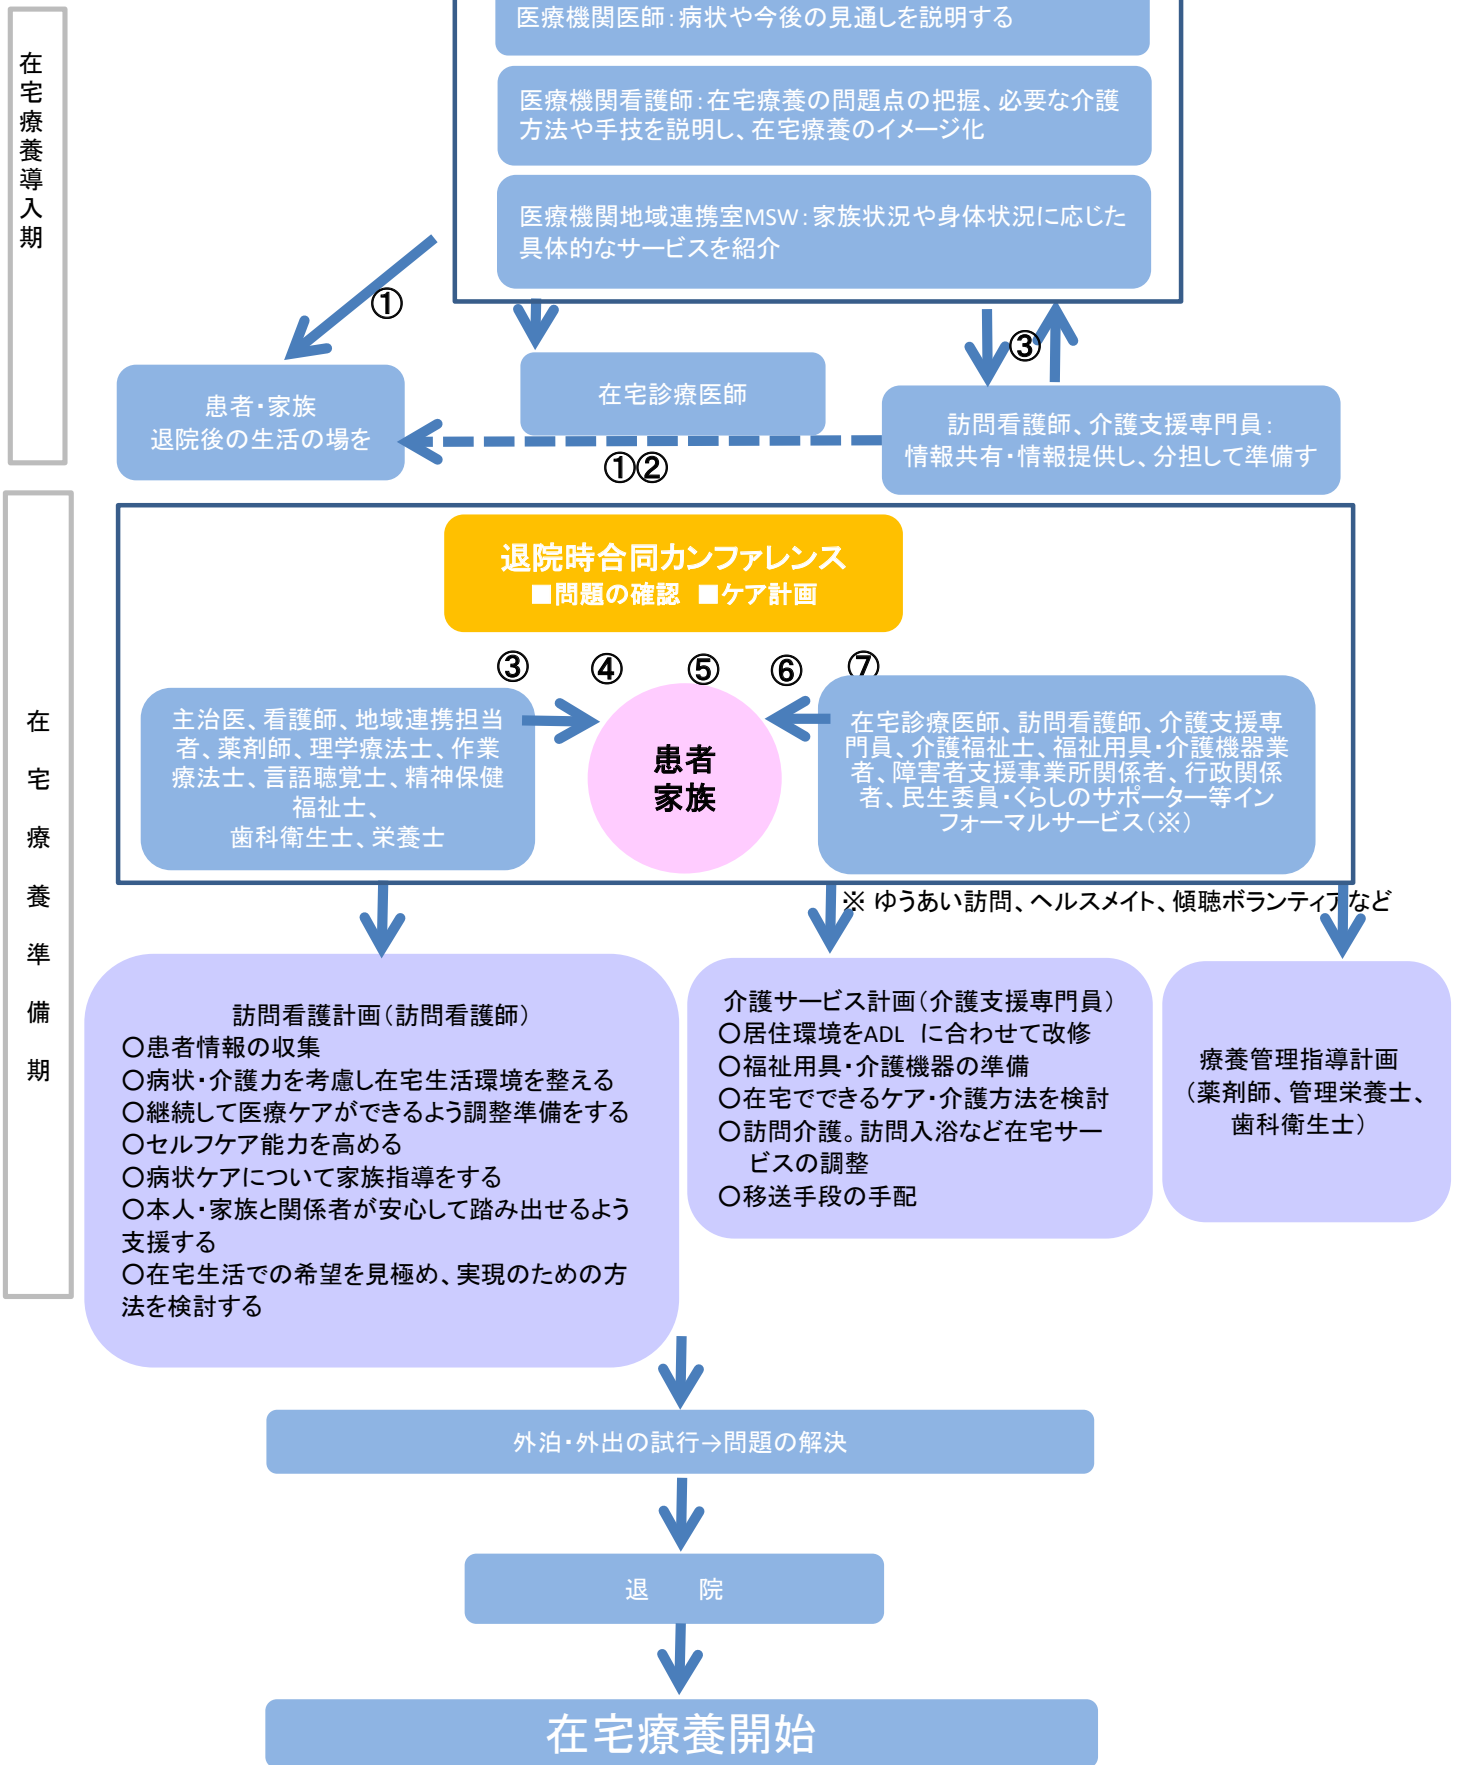 在宅療養導入期
医療機関医師：病状や今後の見通しを説明する
医療機関看護師：在宅療養の問題点の把握、必要な介護
方法や手技を説明し、在宅療養のイメージ化
医療機関地域連携室MSW：家族状況や身体状況に応じた
具体的なサービスを紹介
①
③
在宅診療医師
患者・家族
退院後の生活の場を
訪問看護師、介護支援専門員：
情報共有・情報提供し、分担して準備す
①②
在宅療養準備期
退院時合同カンファレンス
■問題の確認　■ケア計画
③
④
⑤
⑥
⑦
主治医、看護師、地域連携担当
者、薬剤師、理学療法士、作業
療法士、言語聴覚士、精神保健
福祉士、
歯科衛生士、栄養士
患者
家族
在宅診療医師、訪問看護師、介護支援専
門員、介護福祉士、福祉用具・介護機器業
者、障害者支援事業所関係者、行政関係
者、民生委員・くらしのサポーター等イン
フォーマルサービス（※）
※ ゆうあい訪問、ヘルスメイト、傾聴ボランティアなど
訪問看護計画（訪問看護師）
○患者情報の収集
○病状・介護力を考慮し在宅生活環境を整える
○継続して医療ケアができるよう調整準備をする
○セルフケア能力を高める
○病状ケアについて家族指導をする
○本人・家族と関係者が安心して踏み出せるよう
支援する
○在宅生活での希望を見極め、実現のための方
法を検討する
介護サービス計画（介護支援専門員）
○居住環境をADL に合わせて改修
○福祉用具・介護機器の準備
○在宅でできるケア・介護方法を検討
○訪問介護。訪問入浴など在宅サー
ビスの調整
○移送手段の手配
療養管理指導計画
（薬剤師、管理栄養士、
歯科衛生士）
外泊・外出の試行→問題の解決
退　　院
在宅療養開始